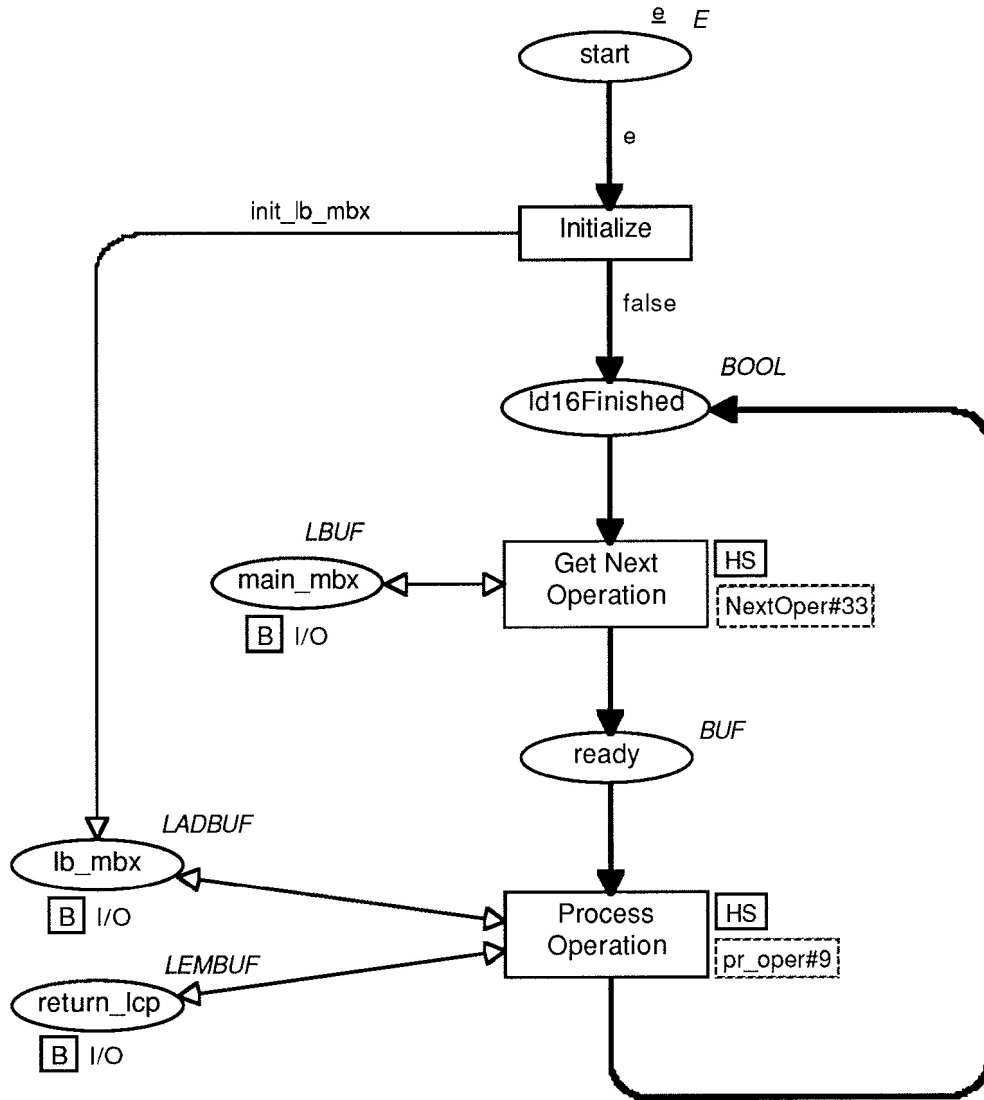 e E
start
e
init_lb_mbx
Initialize
false
BOOL
ld16Finished
LBUF
main_mbx
B I/O
Get Next
Operation
HS
NextOper#33
BUF
ready
LADBUF
lb_mbx
B I/O
Process
Operation
HS
pr_oper#9
LEMBUF
return_lcp
B I/O